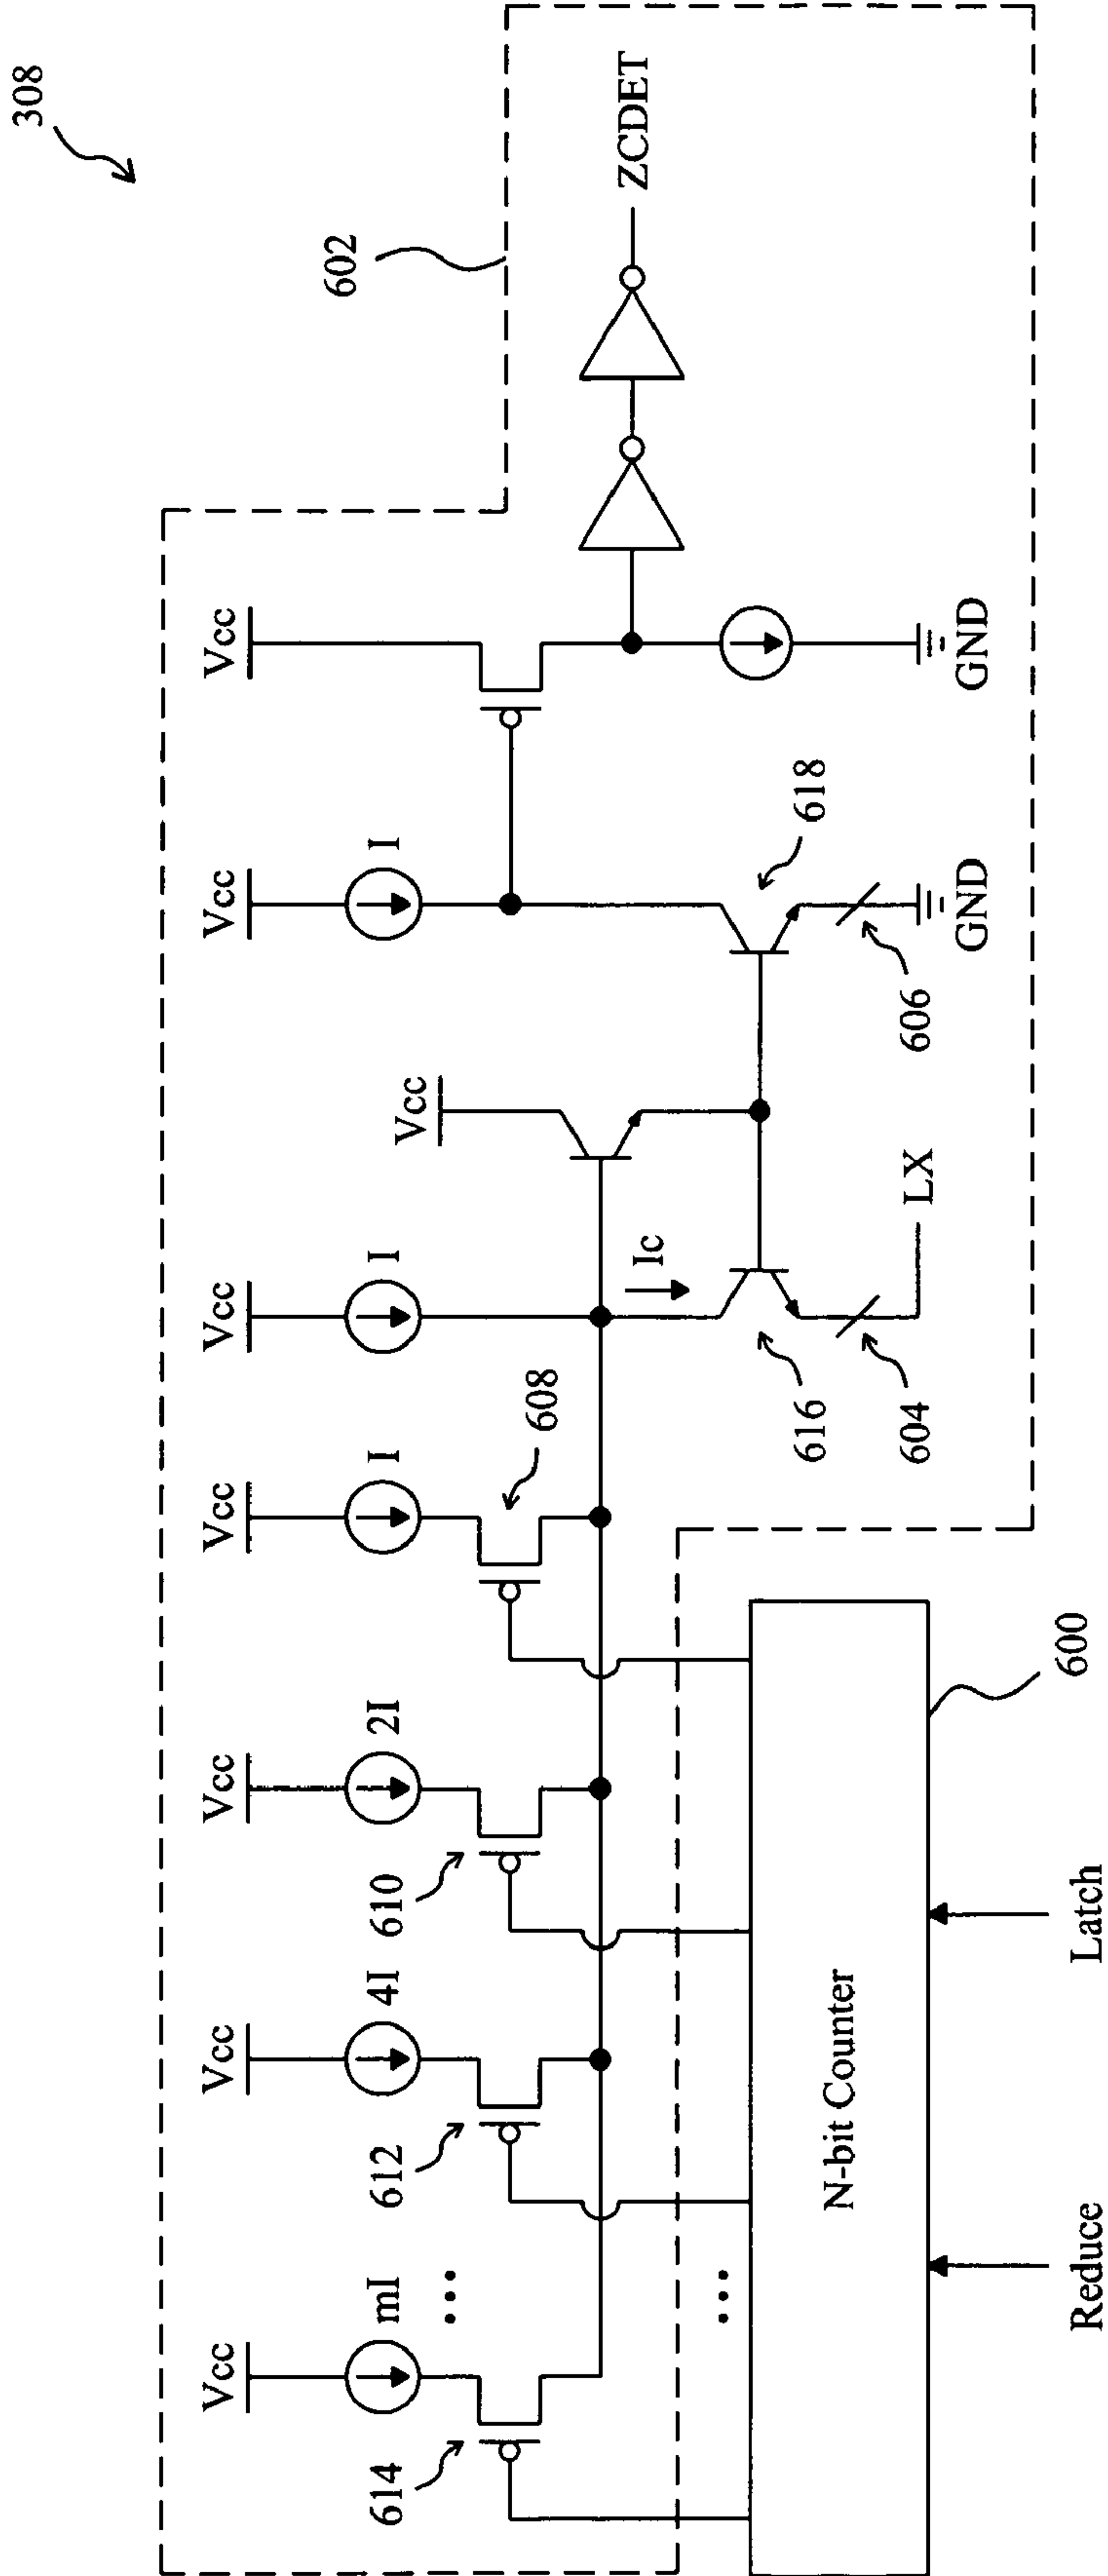 308
602
Vcc
Vcc
Vcc
Vcc
Vcc
Vcc
Vcc
mI
4I
2I
I
I
I
Vcc
614
612
610
608
Ic
ZCDET
616
618
604
LX
606
GND
GND
N-bit Counter
600
Reduce
Latch